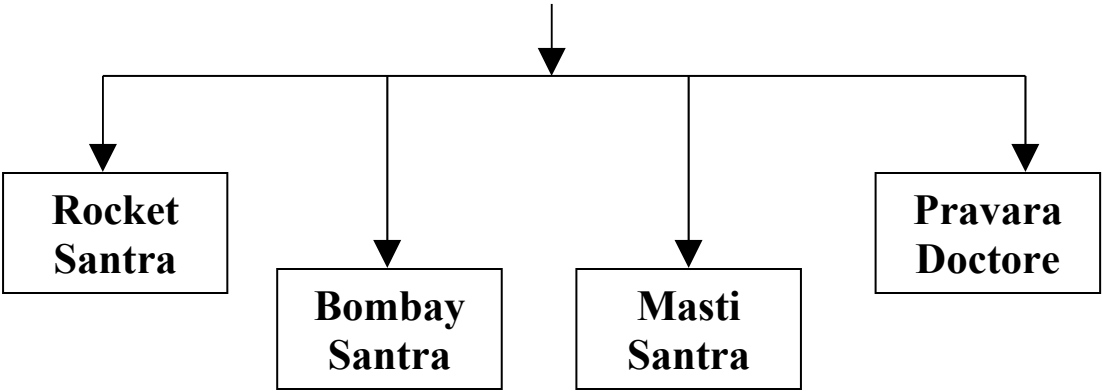 Rocket
Santra
Bombay
Santra
Masti
Santra
Pravara
Doctore